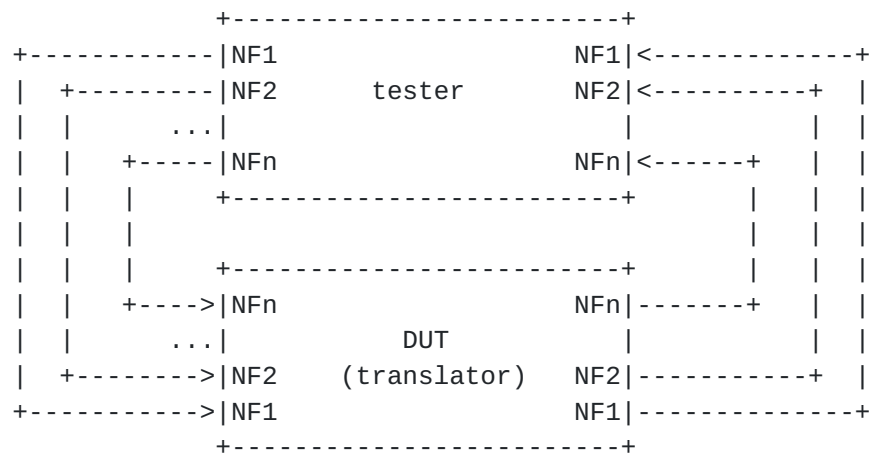 NF1 NF1
NF2 tester NF2
...
NFn NFn
NFn NFn
... DUT
NF2 (translator) NF2
NF1 NF1